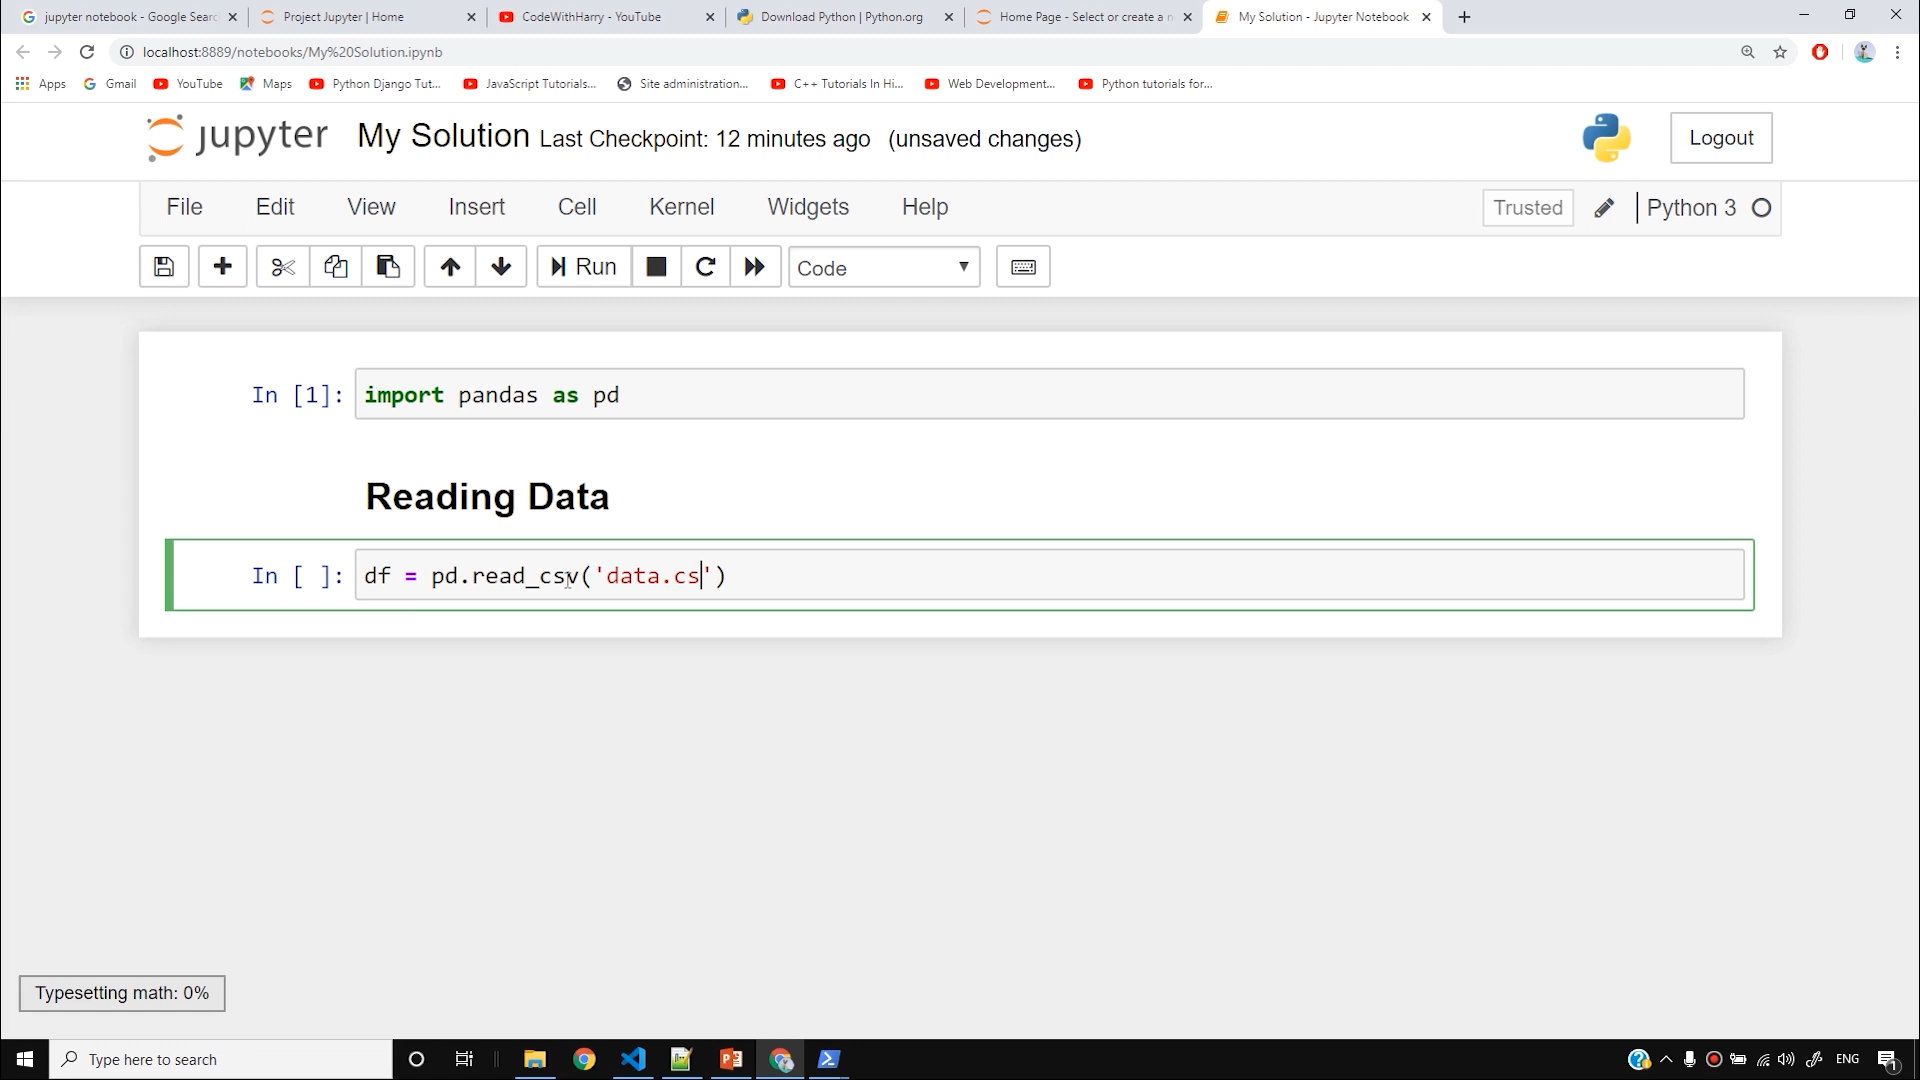 jupyter notebook - Google Searc
Project Jupyter | Home
CodeWithHarry - YouTube
Download Python | Python.org
Home Page - Select or create a n
My Solution - Jupyter Notebook
localhost:8889/notebooks/My%20Solution.ipynb
Apps
Gmail
YouTube
Maps
Python Django Tut...
JavaScript Tutorials...
Site administration...
C++ Tutorials In Hi...
Web Development...
Python tutorials for...
jupyter My Solution Last Checkpoint: 12 minutes ago (unsaved changes)
Logout
File Edit View Insert Cell Kernel Widgets Help
Trusted
Python 3
Run
Code
In [1]: import pandas as pd
Reading Data
In [ ]: df = pd.read_csv('data.cs')
Typesetting math: 0%
Type here to search
ENG
1